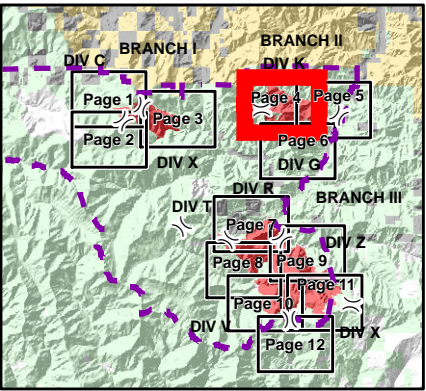 BRANCH I
BRANCH II
DIV C
DIV K
Page 1
Page 4
Page 5
Page 3
Page 2
Page 6
DIV X
DIV G
DIV R
BRANCH III
DIV T
Page 7
DIV Z
Page 8
Page 9
Page 11
Page 10
DIV V
DIV X
Page 12